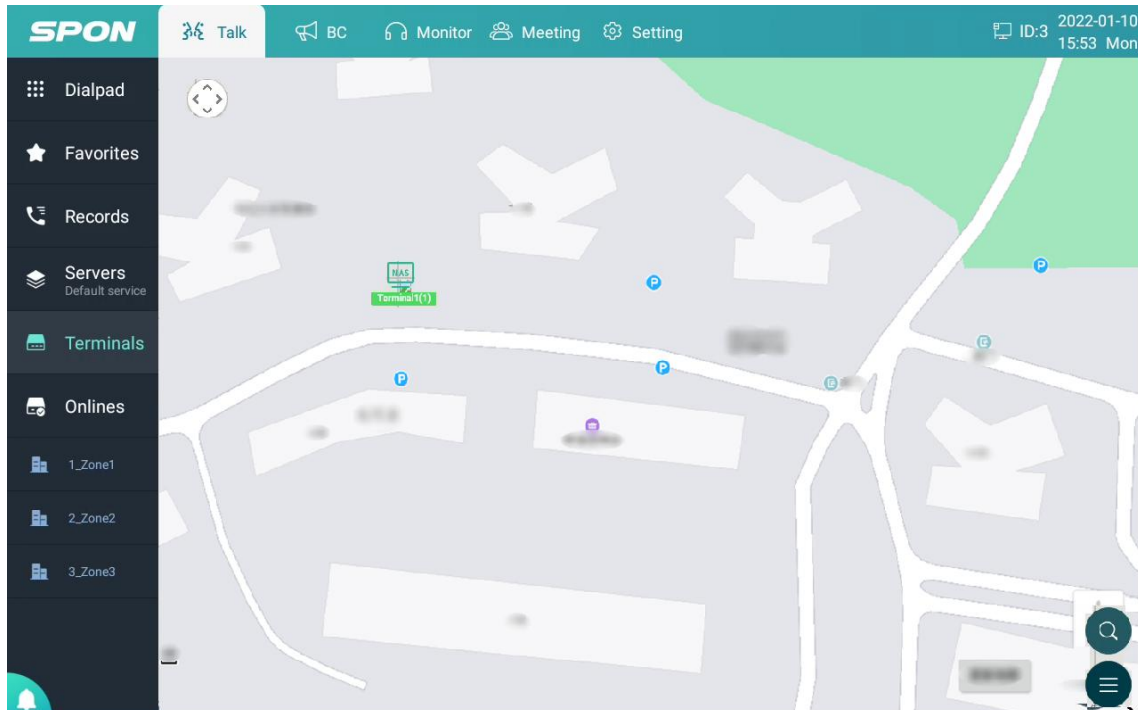 SPON
Talk
BC
Monitor
Meeting
Setting
ID:3
2022-01-10
15:53 Mon
Dialpad
Favorites
Records
Servers
Default service
Terminals
Onlines
1_Zone1
2_Zone2
3_Zone3
NAS
Terminal1(1)
P
P
P
P